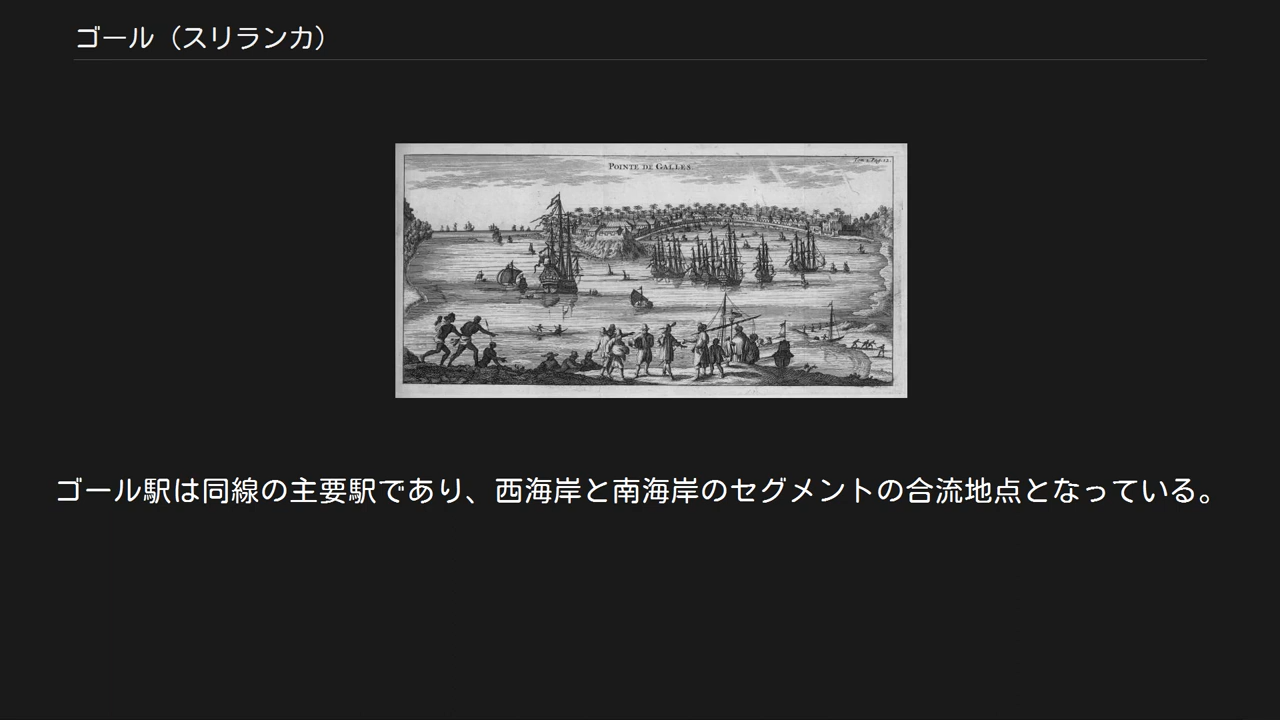 ゴール（スリランカ）
POINTE DE GALLES.
ゴール駅は同線の主要駅であり、西海岸と南海岸のセグメントの合流地点となっている。